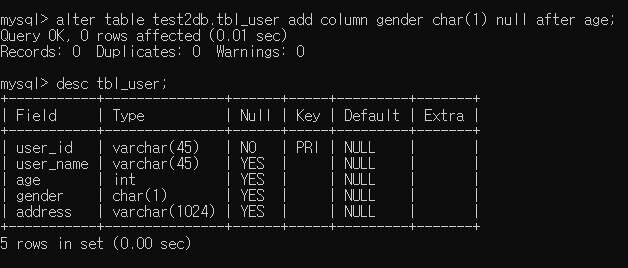 mysql> alter table test2db.tbl_user add column gender char(1) null after age;
Query OK, 0 rows affected (0.01 sec)
Records: 0  Duplicates: 0  Warnings: 0

mysql> desc tbl_user;
+-----------+---------------+------+-----+---------+-------+
| Field     | Type          | Null | Key | Default | Extra |
+-----------+---------------+------+-----+---------+-------+
| user_id   | varchar(45)   | NO   | PRI | NULL    |       |
| user_name | varchar(45)   | YES  |     | NULL    |       |
| age       | int           | YES  |     | NULL    |       |
| gender    | char(1)       | YES  |     | NULL    |       |
| address   | varchar(1024) | YES  |     | NULL    |       |
+-----------+---------------+------+-----+---------+-------+
5 rows in set (0.00 sec)